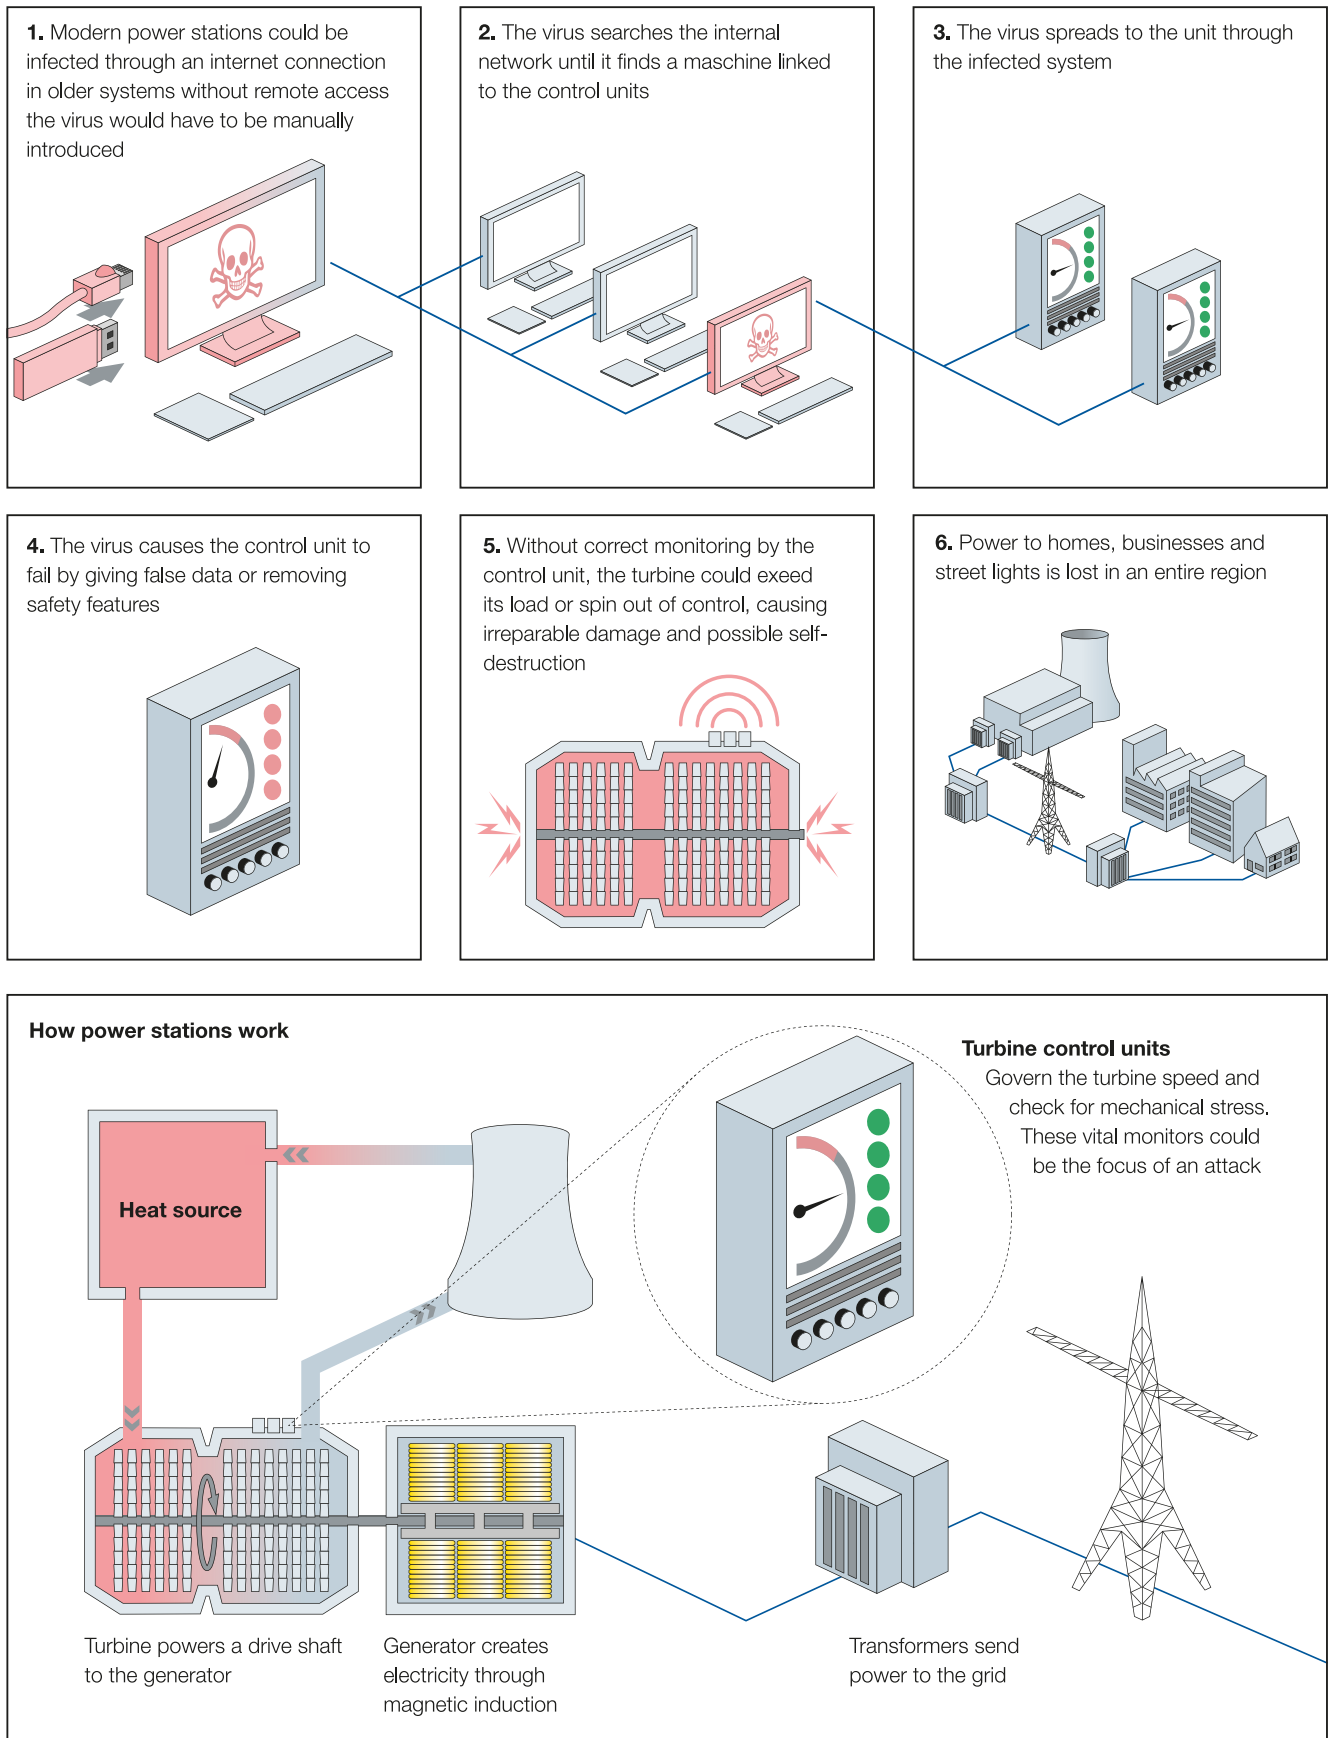 1. Modern power stations could be
infected through an internet connection
in older systems without remote access
the virus would have to be manually
introduced
2. The virus searches the internal
network until it finds a maschine linked
to the control units
3. The virus spreads to the unit through
the infected system
4. The virus causes the control unit to
fail by giving false data or removing
safety features
5. Without correct monitoring by the
control unit, the turbine could exeed
its load or spin out of control, causing
irreparable damage and possible self-
destruction
6. Power to homes, businesses and
street lights is lost in an entire region
How power stations work
Turbine control units
Govern the turbine speed and
check for mechanical stress.
These vital monitors could
be the focus of an attack
Heat source
Turbine powers a drive shaft
to the generator
Generator creates
electricity through
magnetic induction
Transformers send
power to the grid